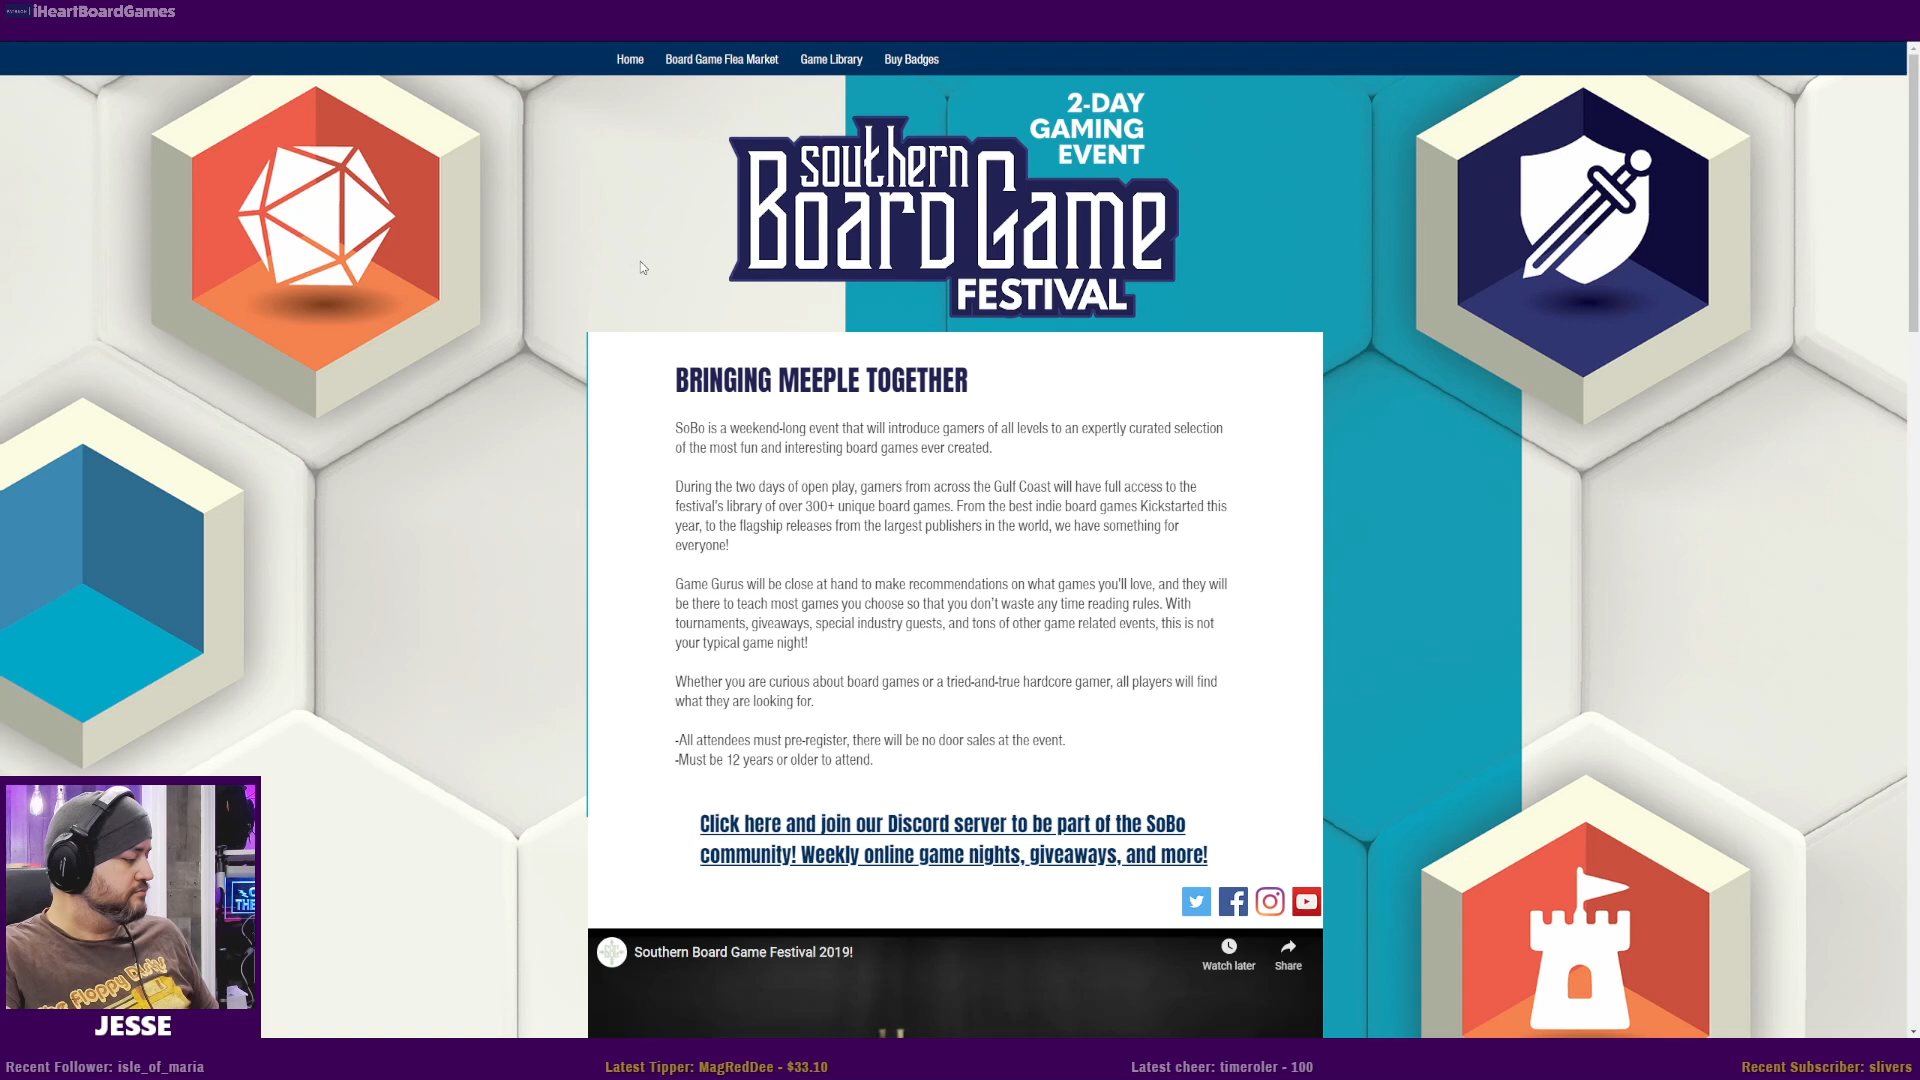 PATREON iHeartBoardGames
Home Board Game Flea Market Game Library Buy Badges
2-DAY
GAMING
EVENT
southern
Board Game
FESTIVAL
BRINGING MEEPLE TOGETHER
SoBo is a weekend-long event that will introduce gamers of all levels to an expertly curated selection
of the most fun and interesting board games ever created.
During the two days of open play, gamers from across the Gulf Coast will have full access to the
festival's library of over 300+ unique board games. From the best indie board games Kickstarted this
year, to the flagship releases from the largest publishers in the world, we have something for
everyone!
Game Gurus will be close at hand to make recommendations on what games you'll love, and they will
be there to teach most games you choose so that you don't waste any time reading rules. With
tournaments, giveaways, special industry guests, and tons of other game related events, this is not
your typical game night!
Whether you are curious about board games or a tried-and-true hardcore gamer, all players will find
what they are looking for.
-All attendees must pre-register, there will be no door sales at the event.
-Must be 12 years or older to attend.
Click here and join our Discord server to be part of the SoBo
community! Weekly online game nights, giveaways, and more!
Southern Board Game Festival 2019!
Watch later Share
The Floppy Disks
JESSE
Recent Follower: isle_of_maria Latest Tipper: MagRedDee - $33.10 Latest cheer: timeroler - 100 Recent Subscriber: slivers